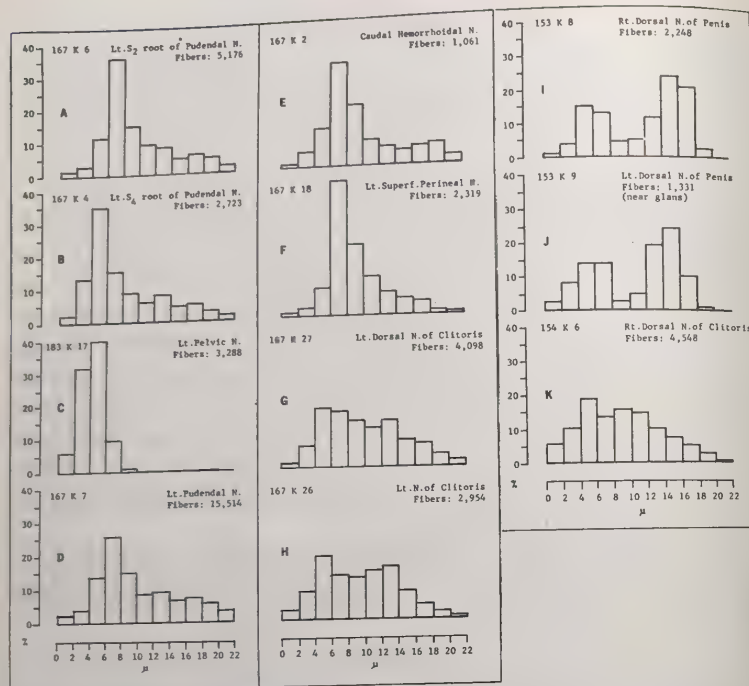 167 K 6 Lt.S2 root of Pudendal N.
Fibers: 5,176
40
30
20
10
0
A
167 K 4 Lt.S4 root of Pudendal N.
Fibers: 2,723
40
30
20
10
0
B
183 K 17 Lt.Pelvic N.
Fibers: 3,288
40
30
20
10
0
C
167 K 7 Lt.Pudendal N.
Fibers: 15,514
40
30
20
10
0
D
%
0 2 4 6 8 10 12 14 16 18 20 22
μ
167 K 2 Caudal Hemorrhoidal N.
Fibers: 1,061
E
167 K 18 Lt.Superf.Perineal N.
Fibers: 2,319
F
167 K 27 Lt.Dorsal N.of Clitoris
Fibers: 4,098
G
167 K 26 Lt.N.of Clitoris
Fibers: 2,954
H
0 2 4 6 8 10 12 14 16 18 20 22
μ
153 K 8 Rt.Dorsal N.of Penis
Fibers: 2,248
40
30
20
10
0
I
153 K 9 Lt.Dorsal N.of Penis
Fibers: 1,331
(near glans)
40
30
20
10
0
J
154 K 6 Rt.Dorsal N.of Clitoris
Fibers: 4,548
40
30
20
10
0
K
%
0 2 4 6 8 10 12 14 16 18 20 22
μ